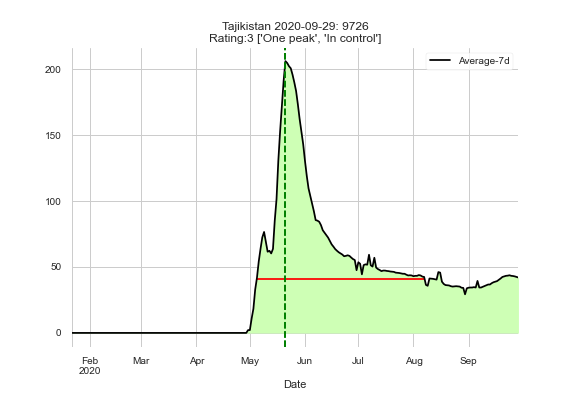 Tajikistan 2020-09-29: 9726
Rating:3 ['One peak', 'In control']
Average-7d
200
150
100
50
0
Feb Mar Apr May Jun Jul Aug Sep
2020
Date